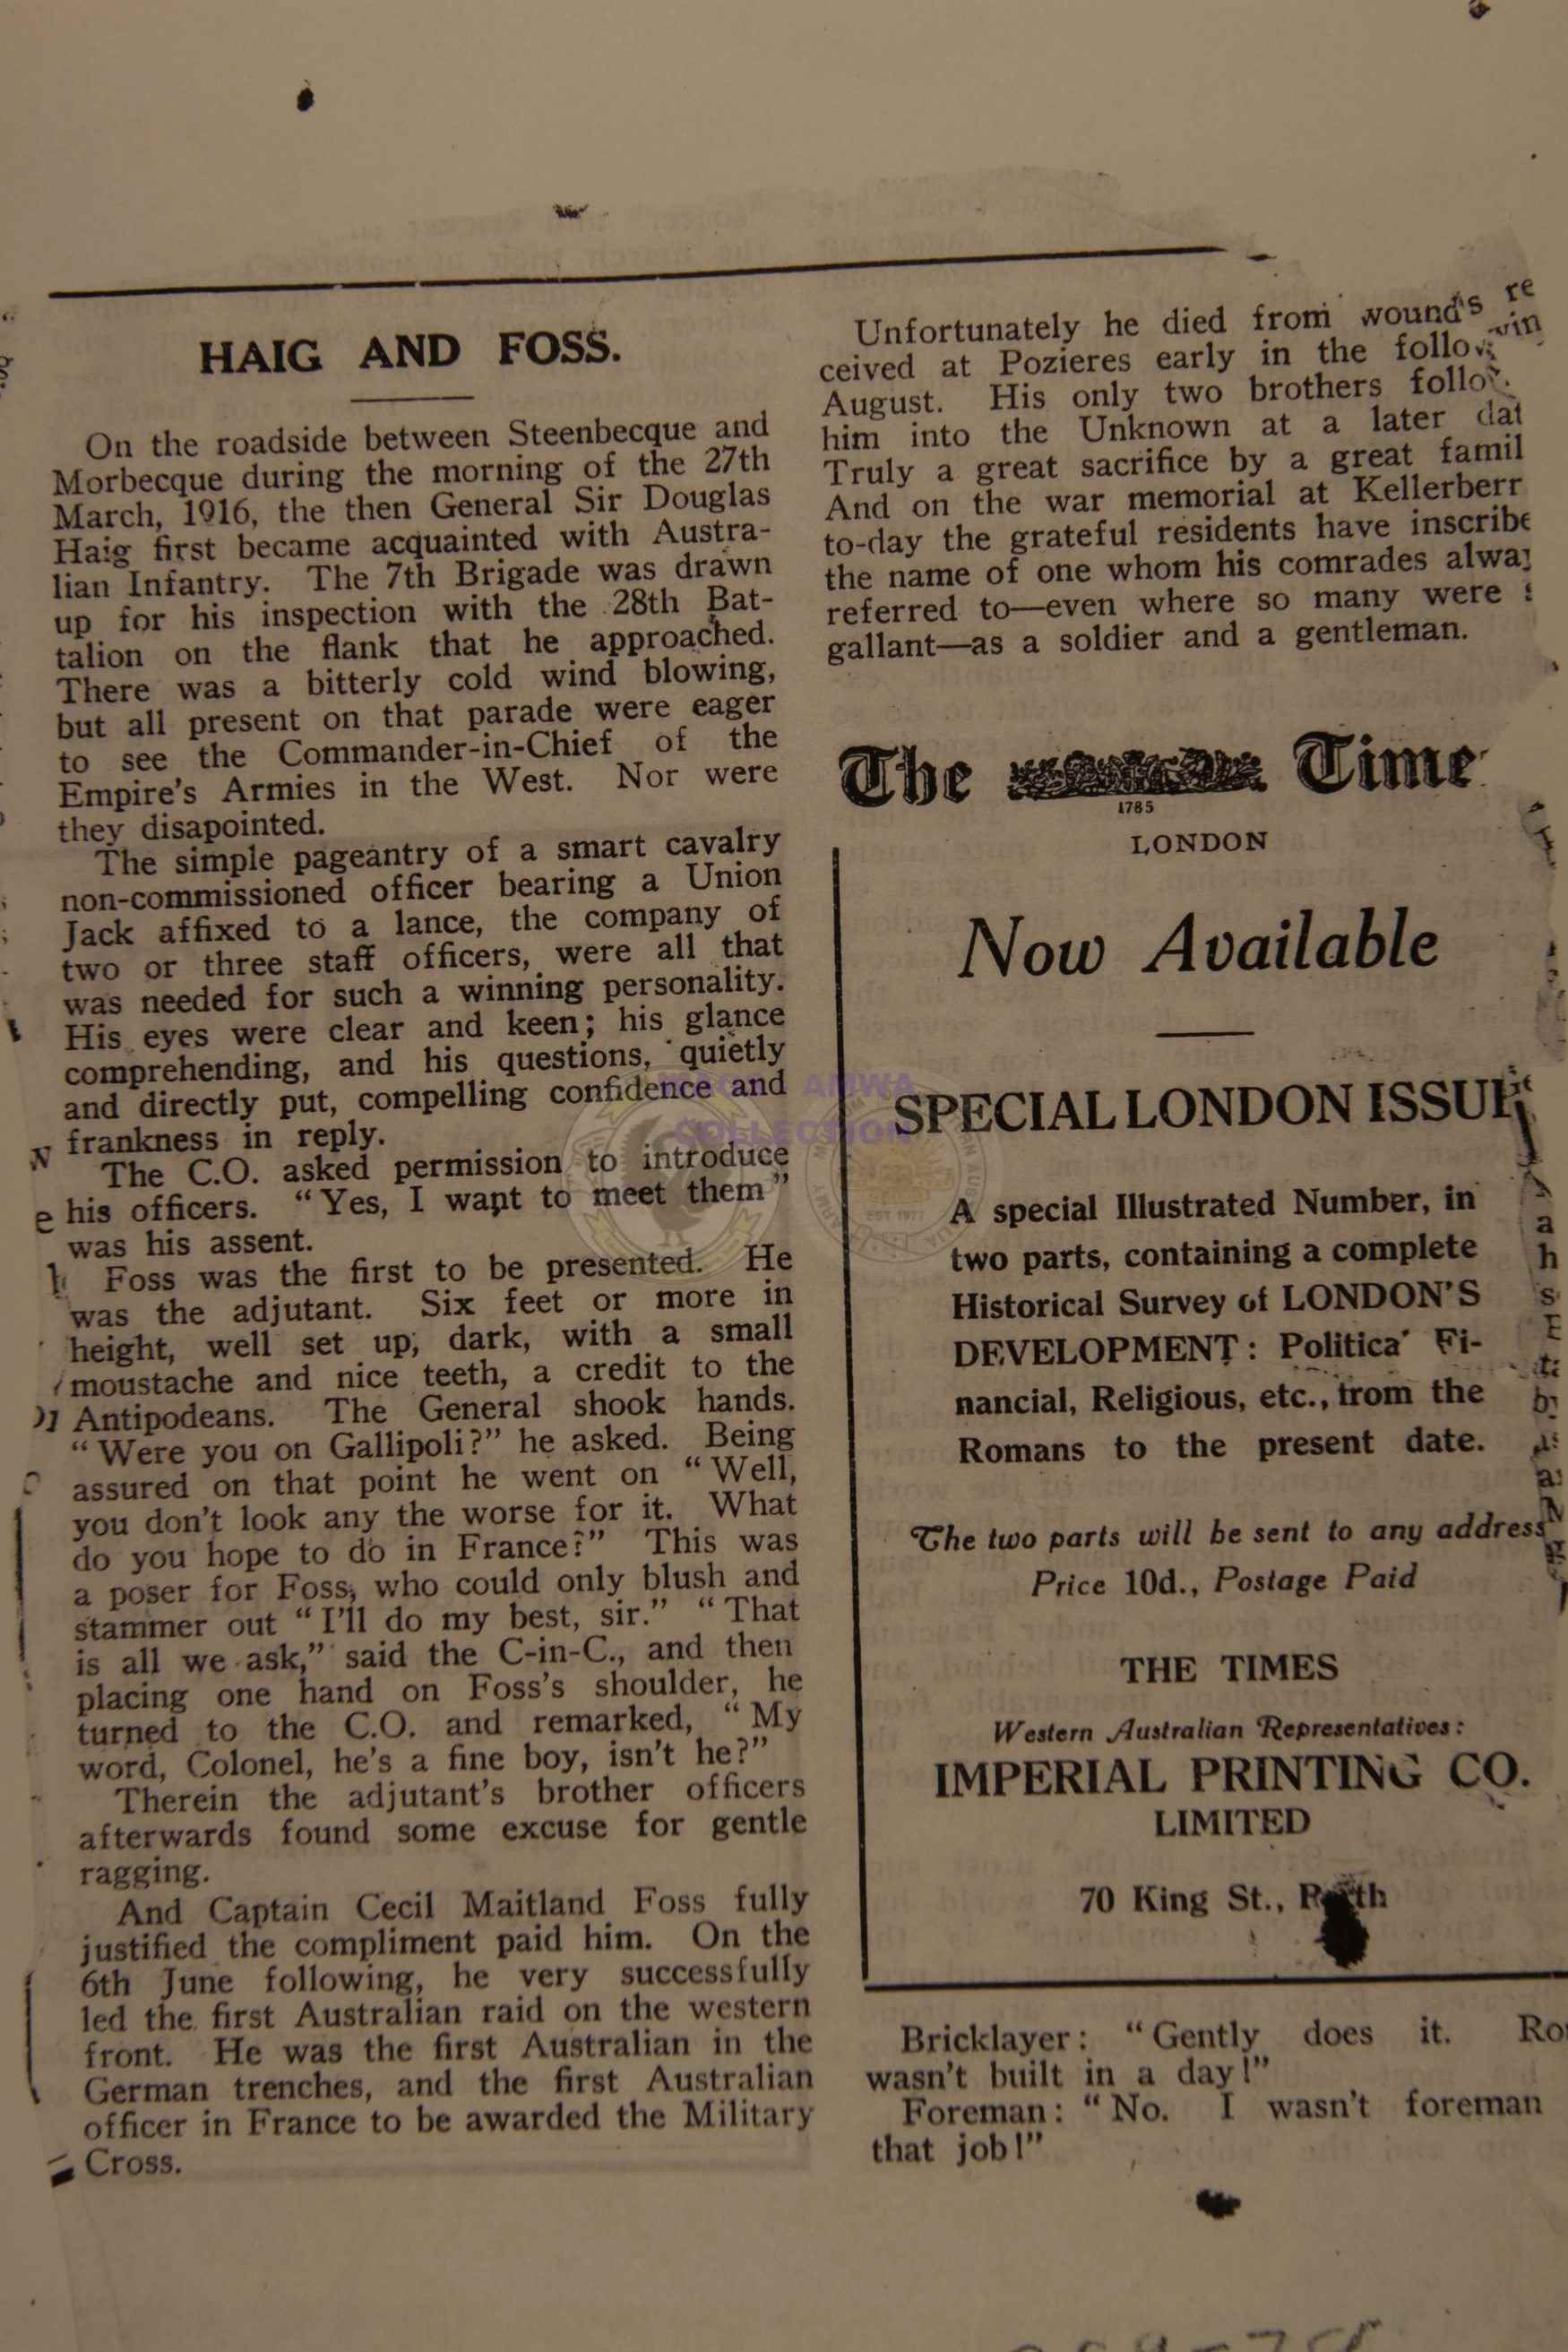 HAIG AND FOSS.
On the roadside between Steenbecque and
Morbecque during the morning of the 27th
March, 1916, the then General Sir Douglas
Haig first became acquainted with Austra-
lian Infantry. The 7th Brigade was drawn
up for his inspection with the 28th Bat-
talion on the flank that he approached.
There was a bitterly cold wind blowing,
but all present on that parade were eager
to see the Commander-in-Chief of the
Empire's Armies in the West. Nor were
they disapointed.
The simple pageantry of a smart cavalry
non-commissioned officer bearing a Union
Jack affixed to a lance, the company of
two or three staff officers, were all that
was needed for such a winning personality.
His eyes were clear and keen; his glance
comprehending, and his questions, quietly
and directly put, compelling confidence and
frankness in reply.
The C.O. asked permission to introduce
his officers. "Yes, I want to meet them"
was his assent.
Foss was the first to be presented. He
was the adjutant. Six feet or more in
height, well set up, dark, with a small
moustache and nice teeth, a credit to the
Antipodeans. The General shook hands.
"Were you on Gallipoli?" he asked. Being
assured on that point he went on "Well,
you don't look any the worse for it. What
do you hope to do in France?" This was
a poser for Foss, who could only blush and
stammer out "I'll do my best, sir." "That
is all we ask," said the C-in-C., and then
placing one hand on Foss's shoulder, he
turned to the C.O. and remarked, "My
word, Colonel, he's a fine boy, isn't he?"
Therein the adjutant's brother officers
afterwards found some excuse for gentle
ragging.
And Captain Cecil Maitland Foss fully
justified the compliment paid him. On the
6th June following, he very successfully
led the first Australian raid on the western
front. He was the first Australian in the
German trenches, and the first Australian
officer in France to be awarded the Military
Cross.
Unfortunately he died from wounds re
ceived at Pozieres early in the follow
August. His only two brothers follow
him into the Unknown at a later dat
Truly a great sacrifice by a great famil
And on the war memorial at Kellerberr
to-day the grateful residents have inscribe
the name of one whom his comrades alway
referred to—even where so many were
gallant—as a soldier and a gentleman.
The Time
1785
LONDON
Now Available
SPECIAL LONDON ISSUE
A special Illustrated Number, in
two parts, containing a complete
Historical Survey of LONDON'S
DEVELOPMENT: Politica Fi-
nancial, Religious, etc., from the
Romans to the present date.
The two parts will be sent to any address
Price 10d., Postage Paid
THE TIMES
Western Australian Representatives:
IMPERIAL PRINTING CO.
LIMITED
70 King St., Perth
Bricklayer: "Gently does it. Ro
wasn't built in a day!"
Foreman: "No. I wasn't foreman
that job!"
AMWA
COLLECTION
EST 1977